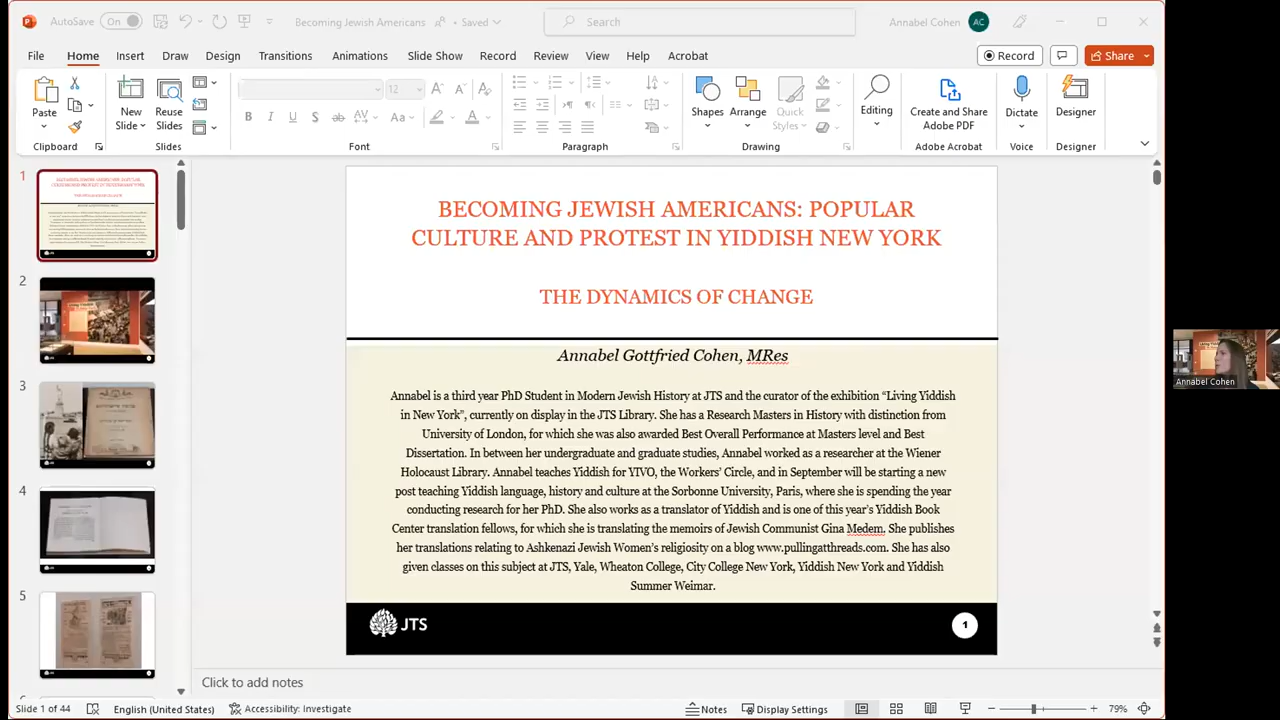 AutoSave
On
Becoming Jewish Americans
• Saved
Search
Annabel Cohen
AC
File
Home
Insert
Draw
Design
Transitions
Animations
Slide Show
Record
Review
View
Help
Acrobat
Record
Share
Paste
New
Slide
Reuse
Slides
12
B
I
U
S
ab
AV
Aa
A
Shapes
Arrange
Quick
Styles
Editing
Create and Share
Adobe PDF
Dictate
Designer
Clipboard
Slides
Font
Paragraph
Drawing
Adobe Acrobat
Voice
Designer
1
2
3
4
5
BECOMING JEWISH AMERICANS: POPULAR
CULTURE AND PROTEST IN YIDDISH NEW YORK
THE DYNAMICS OF CHANGE
Annabel Gottfried Cohen, MRes
Annabel is a third year PhD Student in Modern Jewish History at JTS and the curator of the exhibition “Living Yiddish
in New York”, currently on display in the JTS Library. She has a Research Masters in History with distinction from
University of London, for which she was also awarded Best Overall Performance at Masters level and Best
Dissertation. In between her undergraduate and graduate studies, Annabel worked as a researcher at the Wiener
Holocaust Library. Annabel teaches Yiddish for YIVO, the Workers’ Circle, and in September will be starting a new
post teaching Yiddish language, history and culture at the Sorbonne University, Paris, where she is spending the year
conducting research for her PhD. She also works as a translator of Yiddish and is one of this year’s Yiddish Book
Center translation fellows, for which she is translating the memoirs of Jewish Communist Gina Medem. She publishes
her translations relating to Ashkenazi Jewish Women’s religiosity on a blog www.pullingatthreads.com. She has also
given classes on this subject at JTS, Yale, Wheaton College, City College New York, Yiddish New York and Yiddish
Summer Weimar.
JTS
1
Annabel Cohen
Click to add notes
Slide 1 of 44
English (United States)
Accessibility: Investigate
Notes
Display Settings
79%